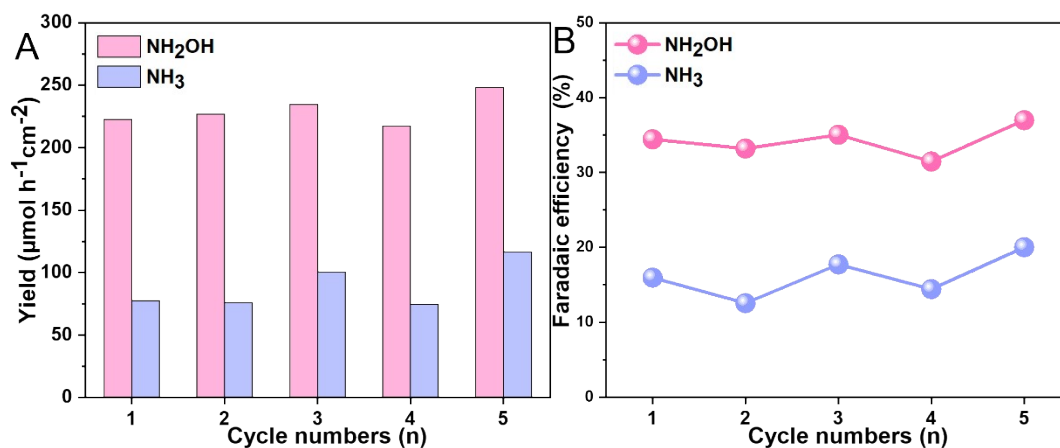 A
NH₂OH
NH₃
Yield (µmol h⁻¹cm⁻²)
300
250
200
150
100
50
0
1 2 3 4 5
Cycle numbers (n)
B
NH₂OH
NH₃
Faradaic efficiency (%)
50
40
30
20
10
0
1 2 3 4 5
Cycle numbers (n)